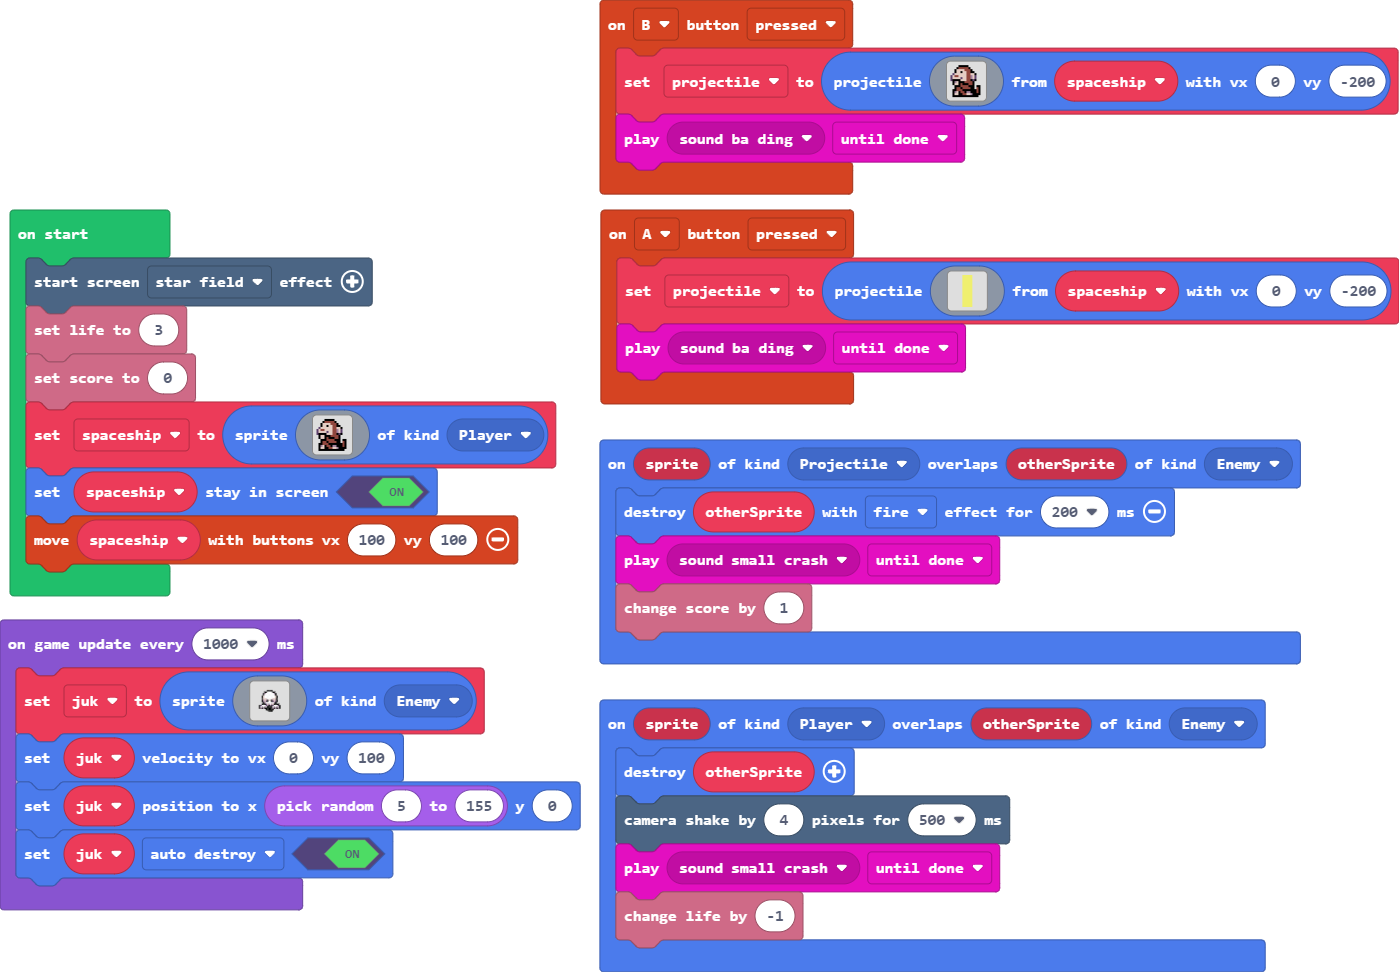 on start
start screen star field effect
set life to 3
set score to 0
set spaceship to sprite of kind Player
set spaceship stay in screen ON
move spaceship with buttons vx 100 vy 100
on game update every 1000 ms
set juk to sprite of kind Enemy
set juk velocity to vx 0 vy 100
set juk position to x pick random 5 to 155 y 0
set juk auto destroy ON
on B button pressed
set projectile to projectile from spaceship with vx 0 vy -200
play sound ba ding until done
on A button pressed
set projectile to projectile from spaceship with vx 0 vy -200
play sound ba ding until done
on sprite of kind Projectile overlaps otherSprite of kind Enemy
destroy otherSprite with fire effect for 200 ms
play sound small crash until done
change score by 1
on sprite of kind Player overlaps otherSprite of kind Enemy
destroy otherSprite
camera shake by 4 pixels for 500 ms
play sound small crash until done
change life by -1